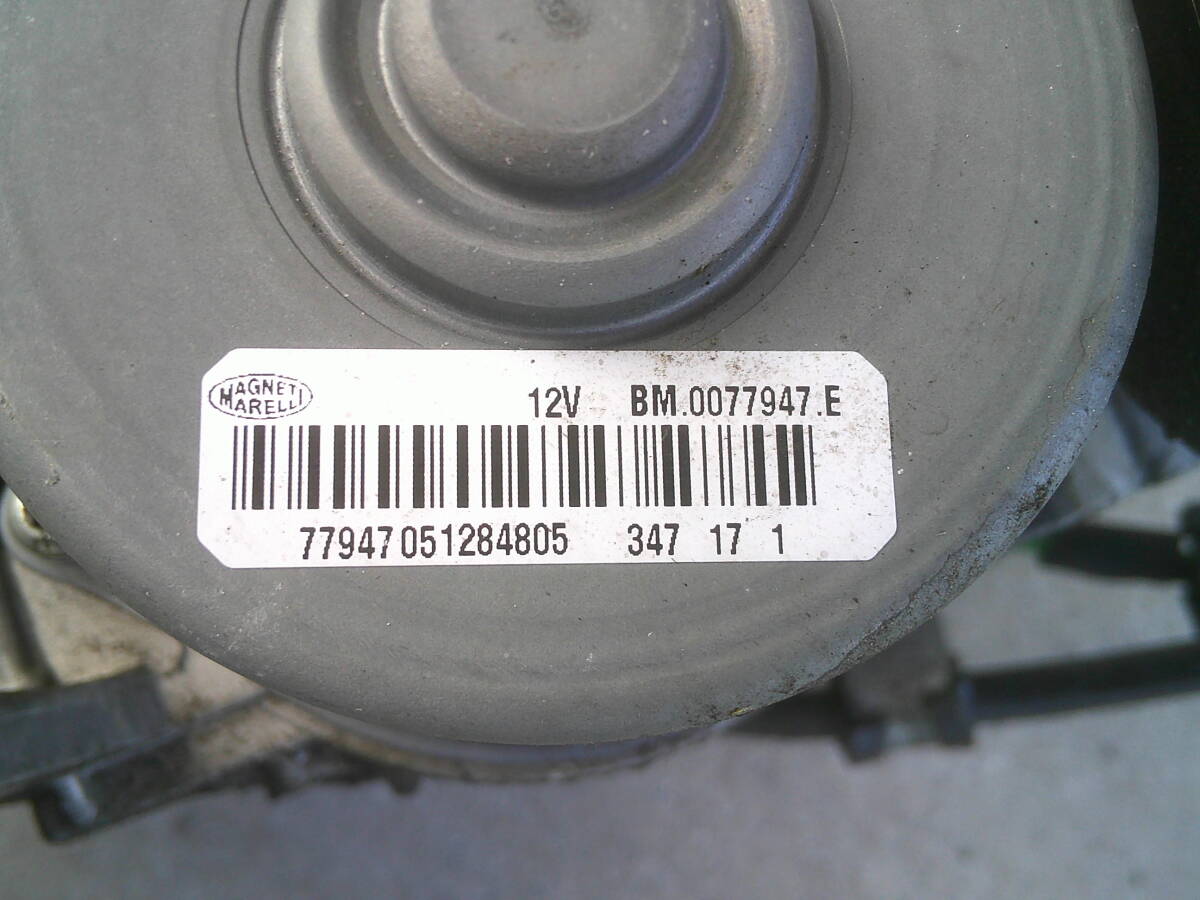 MAGNETI
MARELLI
12V BM.0077947.E
77947 051284805 347 17 1